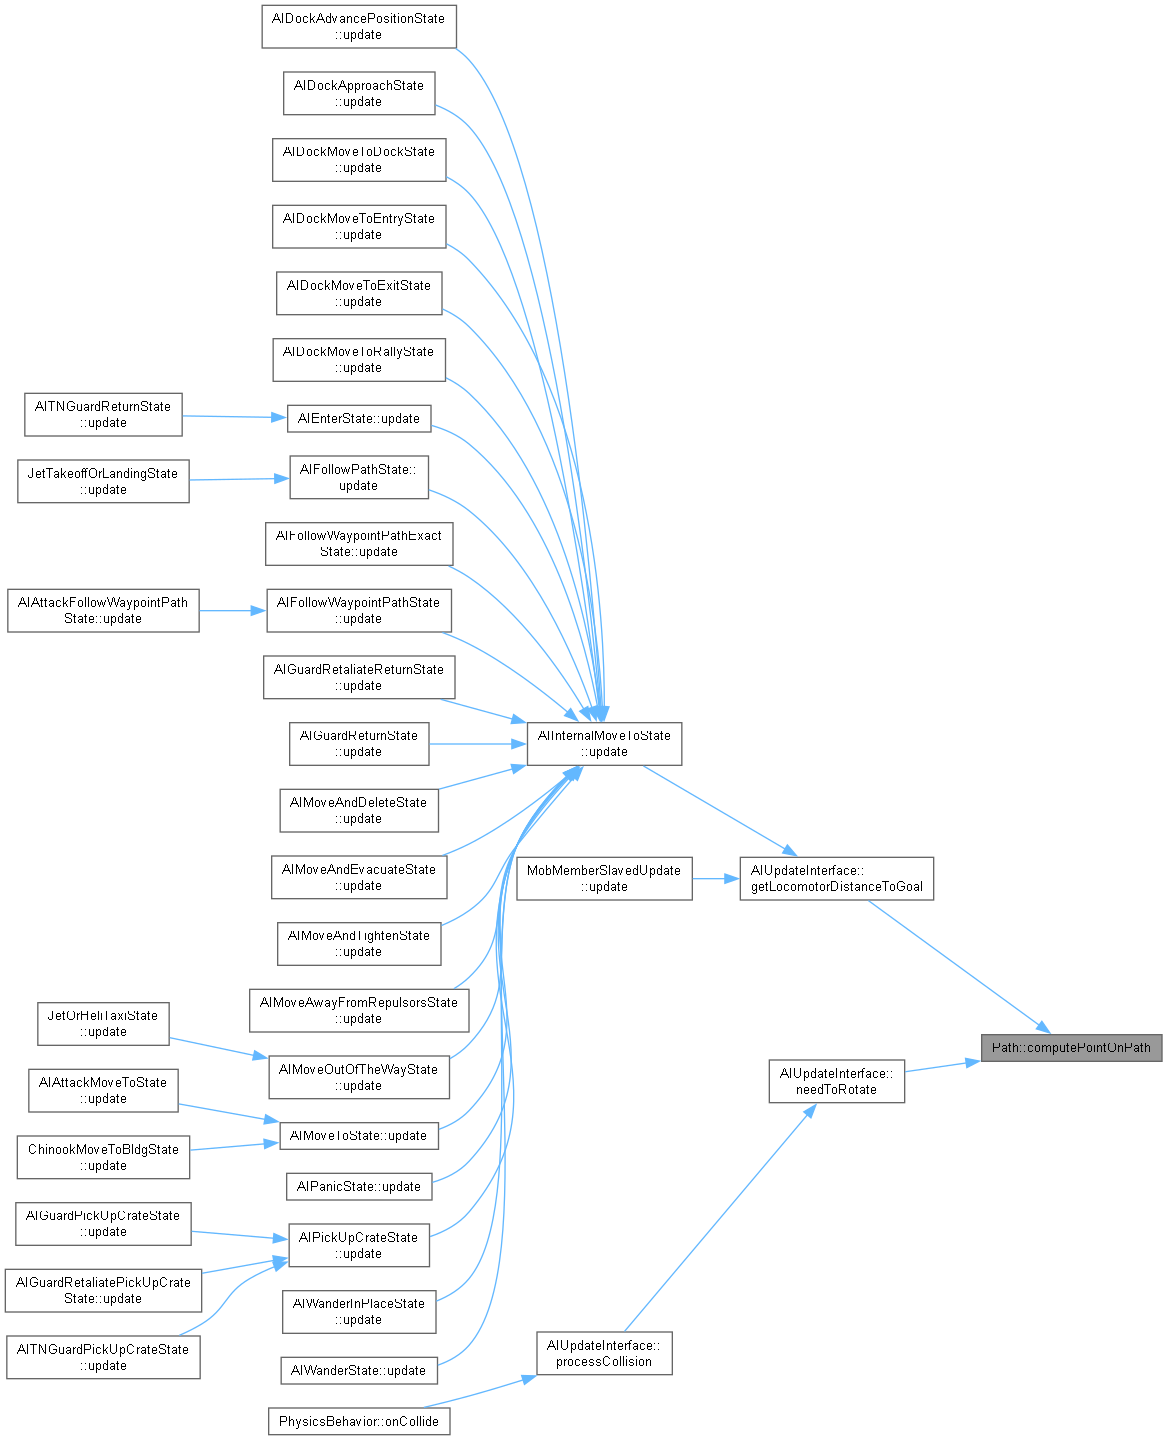 AIDockAdvancePositionState
::update
AIDockApproachState
::update
AIDockMoveToDockState
::update
AIDockMoveToEntryState
::update
AIDockMoveToExitState
::update
AIDockMoveToRallyState
::update
AITNGuardReturnState
::update
AIEnterState::update
JetTakeoffOrLandingState
::update
AIFollowPathState::
update
AIFollowWaypointPathExact
State::update
AIAttackFollowWaypointPath
State::update
AIFollowWaypointPathState
::update
AIGuardRetaliateReturnState
::update
AIGuardReturnState
::update
AIInternalMoveToState
::update
AIMoveAndDeleteState
::update
AIMoveAndEvacuateState
::update
MobMemberSlavedUpdate
::update
AIUpdateInterface::
getLocomotorDistanceToGoal
AIMoveAndTightenState
::update
AIMoveAwayFromRepulsorsState
::update
JetOrHeliTaxiState
::update
AIMoveOutOfTheWayState
::update
Path::computePointOnPath
AIUpdateInterface::
needToRotate
AIAttackMoveToState
::update
AIMoveToState::update
ChinookMoveToBldgState
::update
AIPanicState::update
AIGuardPickUpCrateState
::update
AIPickUpCrateState
::update
AIGuardRetaliatePickUpCrate
State::update
AIWanderInPlaceState
::update
AITNGuardPickUpCrateState
::update
AIWanderState::update
AIUpdateInterface::
processCollision
PhysicsBehavior::onCollide